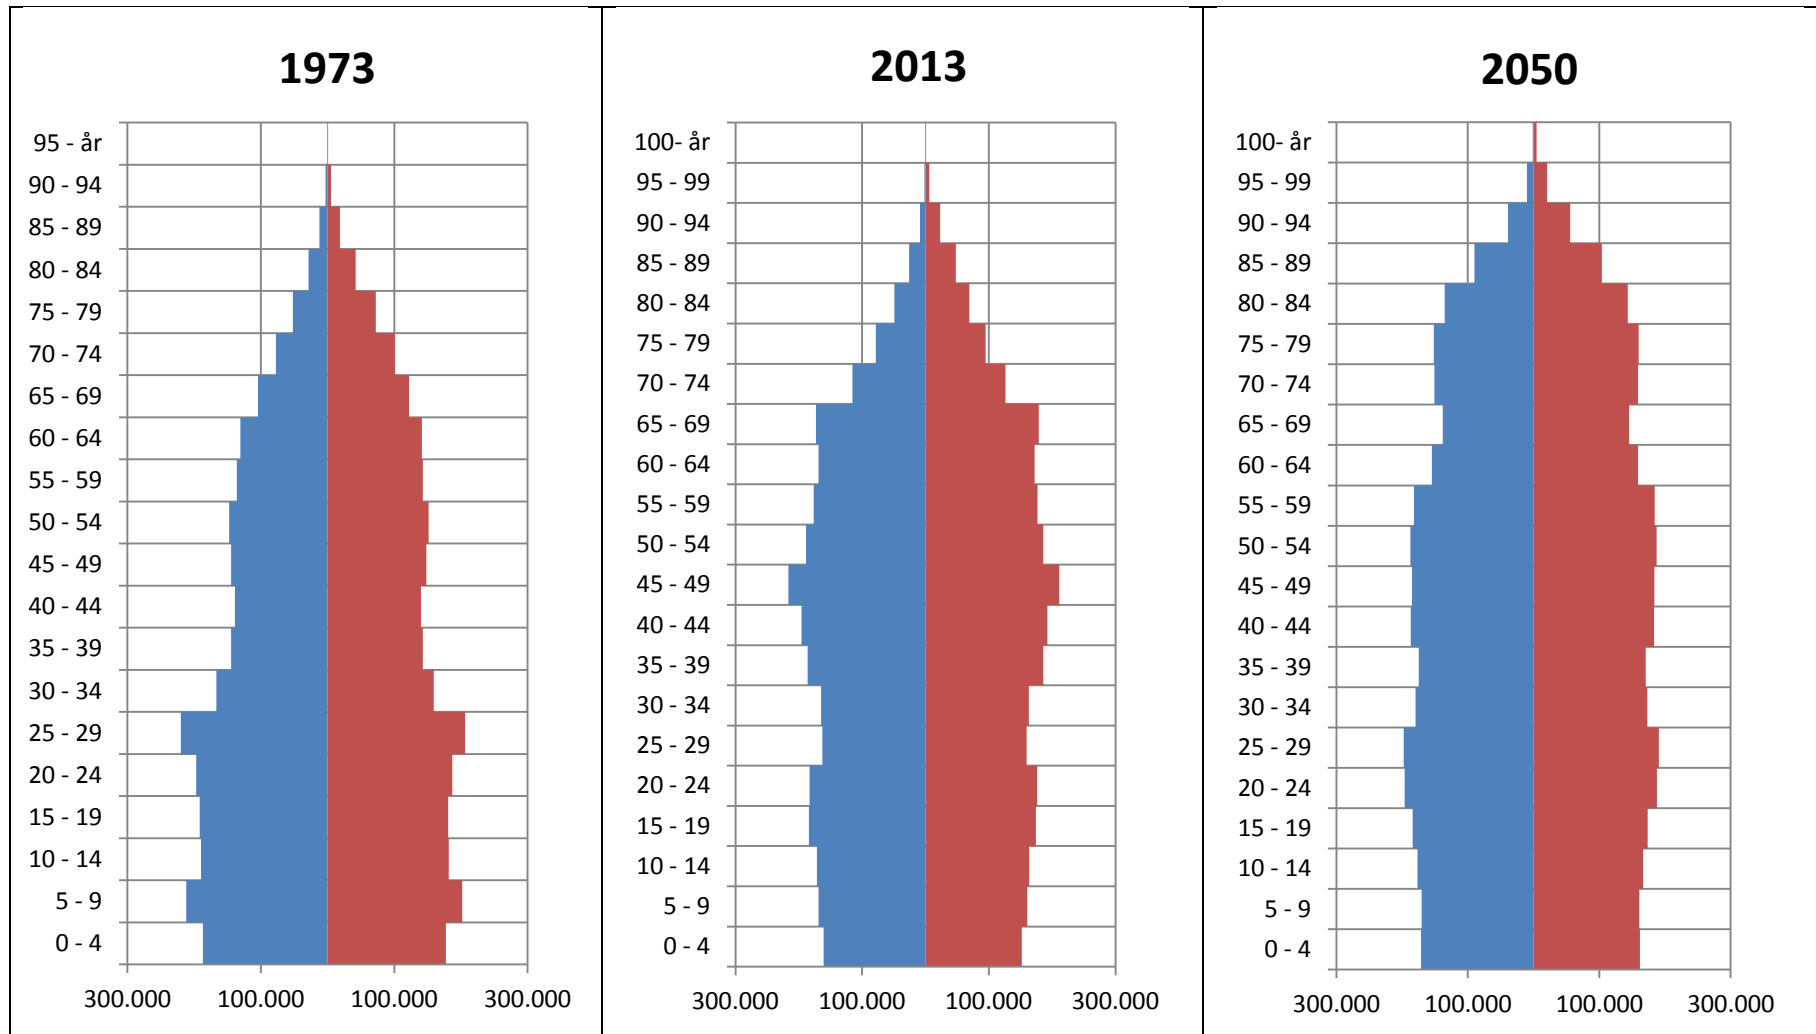 1973
95 - år
90 - 94
85 - 89
80 - 84
75 - 79
70 - 74
65 - 69
60 - 64
55 - 59
50 - 54
45 - 49
40 - 44
35 - 39
30 - 34
25 - 29
20 - 24
15 - 19
10 - 14
5 - 9
0 - 4
300.000 100.000 100.000 300.000
2013
100- år
95 - 99
90 - 94
85 - 89
80 - 84
75 - 79
70 - 74
65 - 69
60 - 64
55 - 59
50 - 54
45 - 49
40 - 44
35 - 39
30 - 34
25 - 29
20 - 24
15 - 19
10 - 14
5 - 9
0 - 4
300.000 100.000 100.000 300.000
2050
100- år
95 - 99
90 - 94
85 - 89
80 - 84
75 - 79
70 - 74
65 - 69
60 - 64
55 - 59
50 - 54
45 - 49
40 - 44
35 - 39
30 - 34
25 - 29
20 - 24
15 - 19
10 - 14
5 - 9
0 - 4
300.000 100.000 100.000 300.000